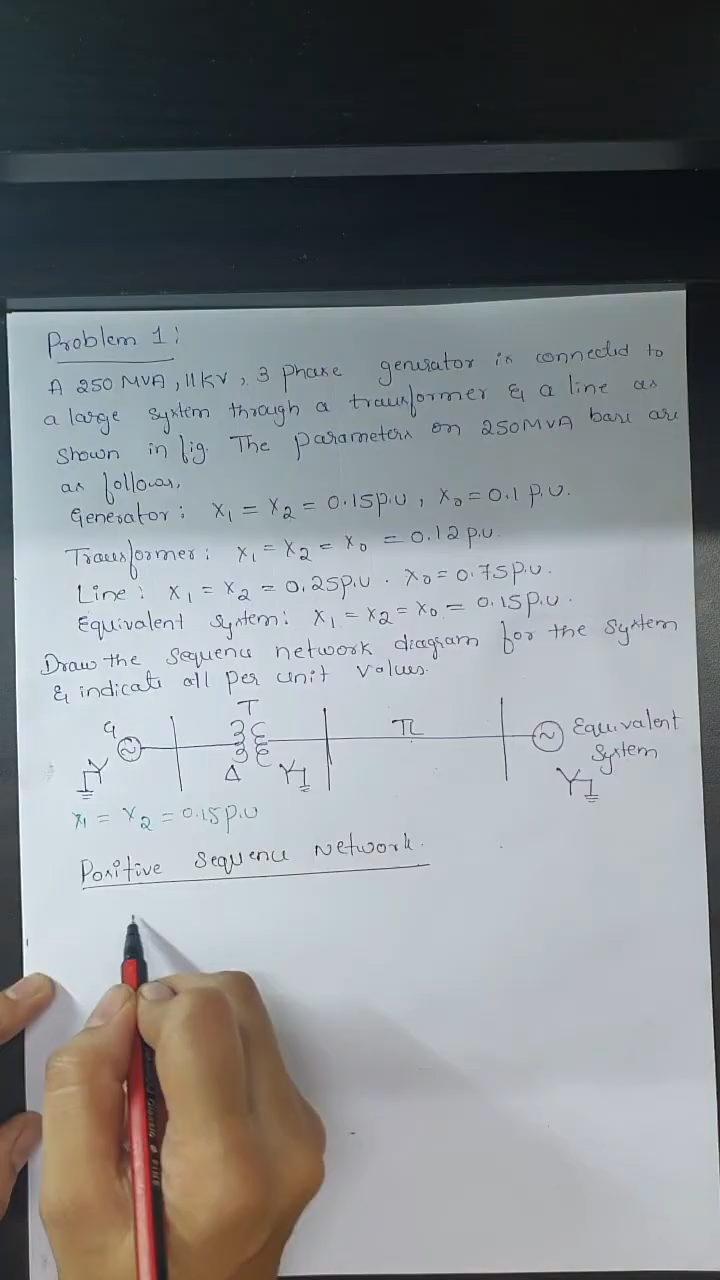 Problem 1:
A 250 MVA, 11KV, 3 phase generator is connected to
a large system through a transformer & a line as
shown in fig. The parameters on 250MVA base are
as follows,
Generator: X1 = X2 = 0.15p.u, X0 = 0.1 p.u.
Transformer: X1 = X2 = X0 = 0.12p.u.
Line: X1 = X2 = 0.25p.u. X0 = 0.75p.u.
Equivalent system: X1 = X2 = X0 = 0.15p.u.
Draw the sequence network diagram for the system
& indicate all per unit values.
G T TL Equivalent
System
Δ Y Y
X1 = X2 = 0.15p.u
Positive sequence network.